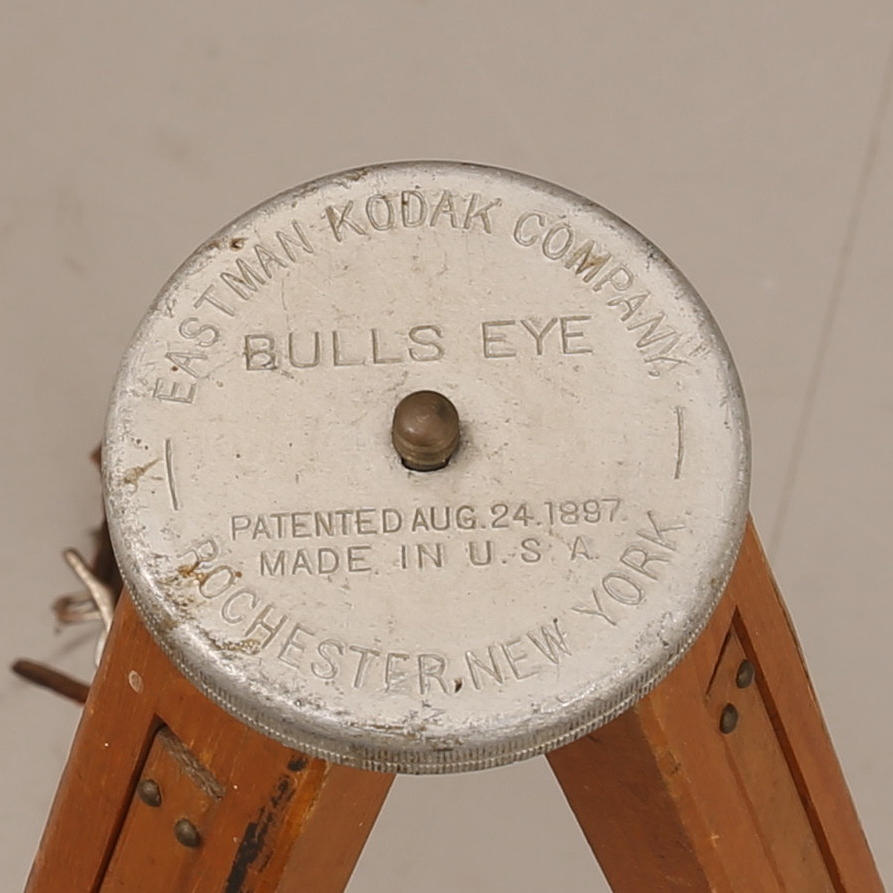 EASTMAN KODAK COMPANY,
BULLS EYE
PATENTED AUG. 24. 1897.
MADE IN U. S A
ROCHESTER, NEW YORK